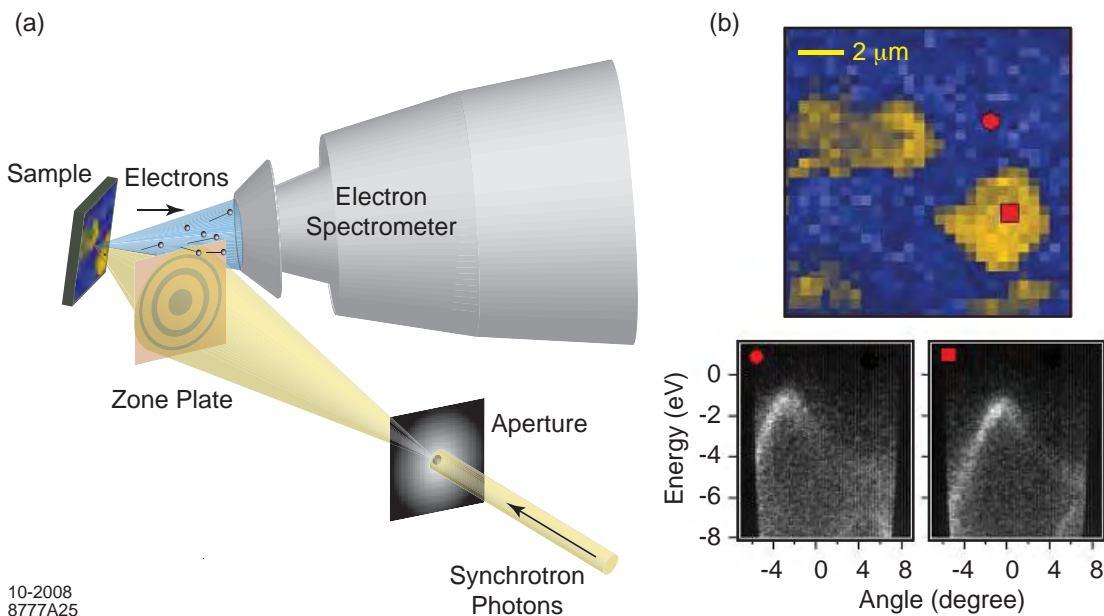 (a)
Sample
Electrons
Electron
Spectrometer
Zone Plate
Aperture
Synchrotron
Photons
10-2008
8777A25
(b)
2 μm
Energy (eV)
0
-2
-4
-6
-8
-4 0 4 8 -4 0 4 8
Angle (degree)